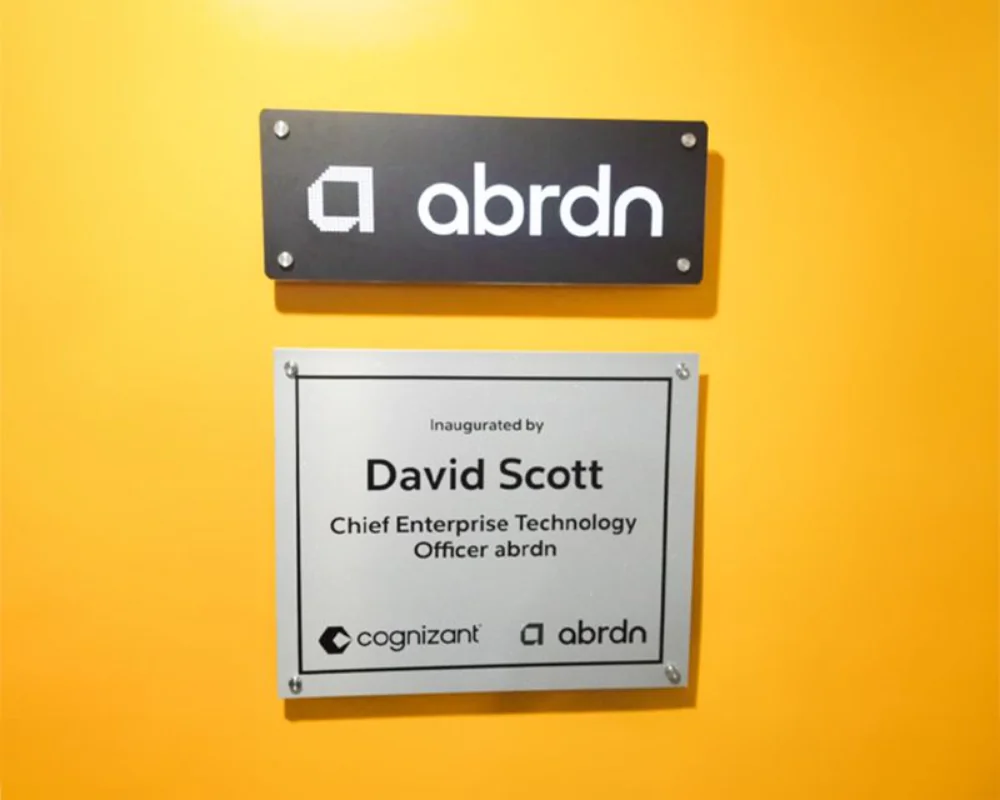 abrdn
Inaugurated by
David Scott
Chief Enterprise Technology
Officer abrdn
cognizant abrdn